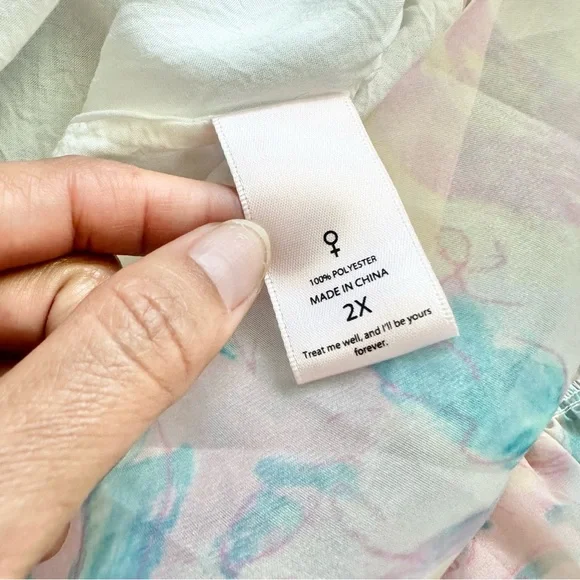 100% POLYESTER
MADE IN CHINA
2X
Treat me well, and I'll be yours
forever.